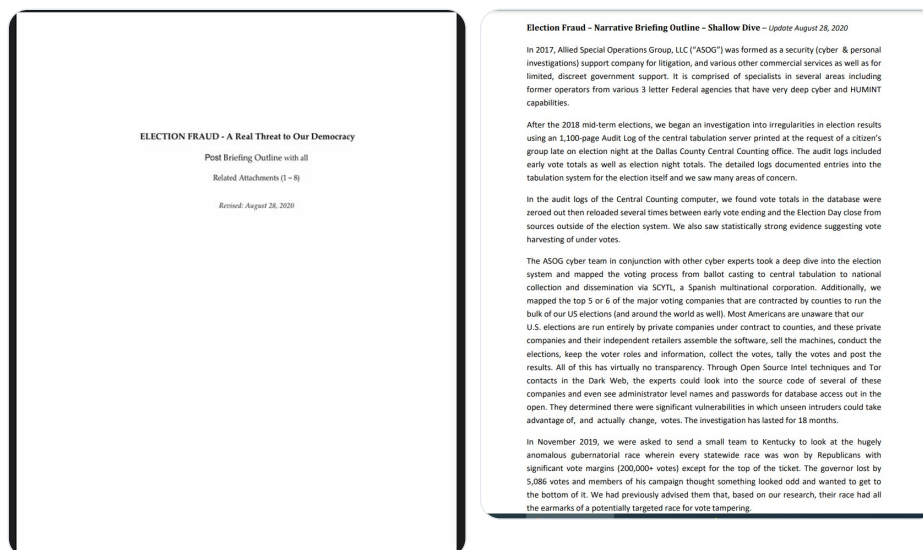 ELECTION FRAUD - A Real Threat to Our Democracy
Post Briefing Outline with all
Related Attachments (1 – 8)
Revised: August 28, 2020
Election Fraud – Narrative Briefing Outline – Shallow Dive – Update August 28, 2020
In 2017, Allied Special Operations Group, LLC (“ASOG”) was formed as a security (cyber & personal
investigations) support company for litigation, and various other commercial services as well as for
limited, discreet government support. It is comprised of specialists in several areas including
former operators from various 3 letter Federal agencies that have very deep cyber and HUMINT
capabilities.
After the 2018 mid-term elections, we began an investigation into irregularities in election results
using an 1,100-page Audit Log of the central tabulation server printed at the request of a citizen’s
group late on election night at the Dallas County Central Counting office. The audit logs included
early vote totals as well as election night totals. The detailed logs documented entries into the
tabulation system for the election itself and we saw many areas of concern.
In the audit logs of the Central Counting computer, we found vote totals in the database were
zeroed out then reloaded several times between early vote ending and the Election Day close from
sources outside of the election system. We also saw statistically strong evidence suggesting vote
harvesting of under votes.
The ASOG cyber team in conjunction with other cyber experts took a deep dive into the election
system and mapped the voting process from ballot casting to central tabulation to national
collection and dissemination via SCYTL, a Spanish multinational corporation. Additionally, we
mapped the top 5 or 6 of the major voting companies that are contracted by counties to run the
bulk of our US elections (and around the world as well). Most Americans are unaware that our
U.S. elections are run entirely by private companies under contract to counties, and these private
companies and their independent retailers assemble the software, sell the machines, conduct the
elections, keep the voter roles and information, collect the votes, tally the votes and post the
results. All of this has virtually no transparency. Through Open Source Intel techniques and Tor
contacts in the Dark Web, the experts could look into the source code of several of these
companies and even see administrator level names and passwords for database access out in the
open. They determined there were significant vulnerabilities in which unseen intruders could take
advantage of, and actually change, votes. The investigation has lasted for 18 months.
In November 2019, we were asked to send a small team to Kentucky to look at the hugely
anomalous gubernatorial race wherein every statewide race was won by Republicans with
significant vote margins (200,000+ votes) except for the top of the ticket. The governor lost by
5,086 votes and members of his campaign thought something looked odd and wanted to get to
the bottom of it. We had previously advised them that, based on our research, their race had all
the earmarks of a potentially targeted race for vote tampering.